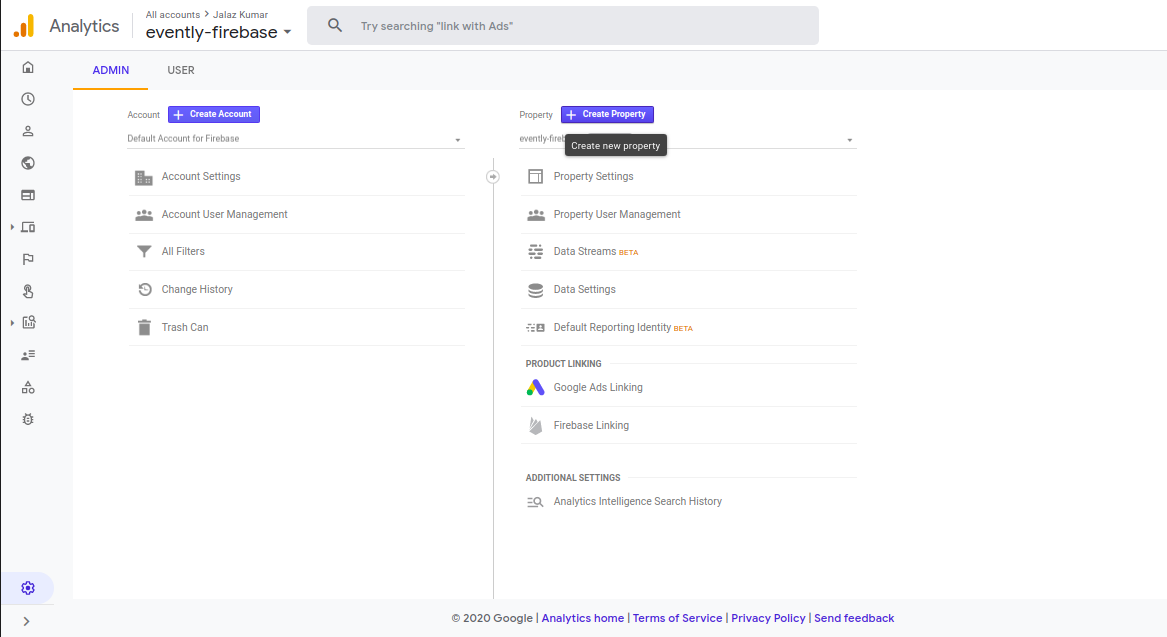 Analytics
All accounts > Jalaz Kumar
evently-firebase
Try searching "link with Ads"
ADMIN
USER
Account
Create Account
Default Account for Firebase
Account Settings
Account User Management
All Filters
Change History
Trash Can
Property
Create Property
Create new property
Property Settings
Property User Management
Data Streams BETA
Data Settings
Default Reporting Identity BETA
PRODUCT LINKING
Google Ads Linking
Firebase Linking
ADDITIONAL SETTINGS
Analytics Intelligence Search History
© 2020 Google | Analytics home | Terms of Service | Privacy Policy | Send feedback